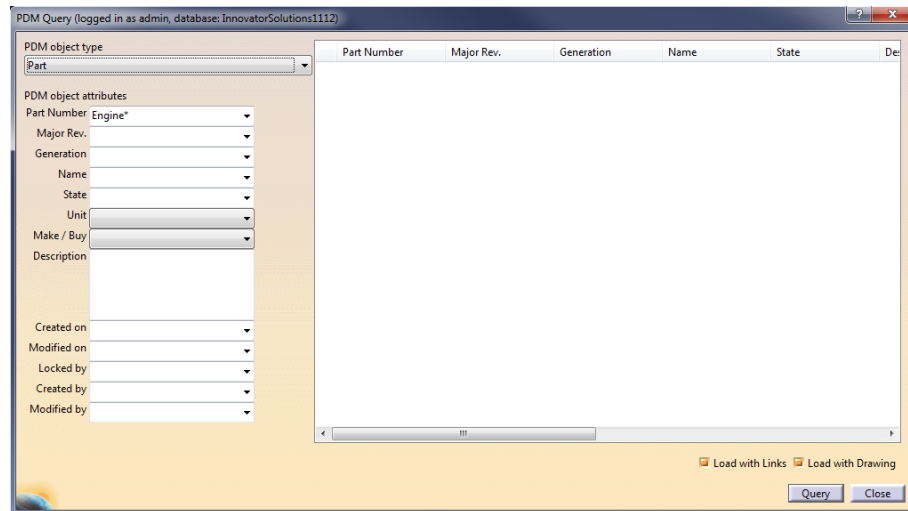 PDM Query (logged in as admin, database: InnovatorSolutions1112)
PDM object type
Part
PDM object attributes
Part Number Engine*
Major Rev.
Generation
Name
State
Unit
Make / Buy
Description
Created on
Modified on
Locked by
Created by
Modified by
Part Number Major Rev. Generation Name State De
Load with Links Load with Drawing
Query Close